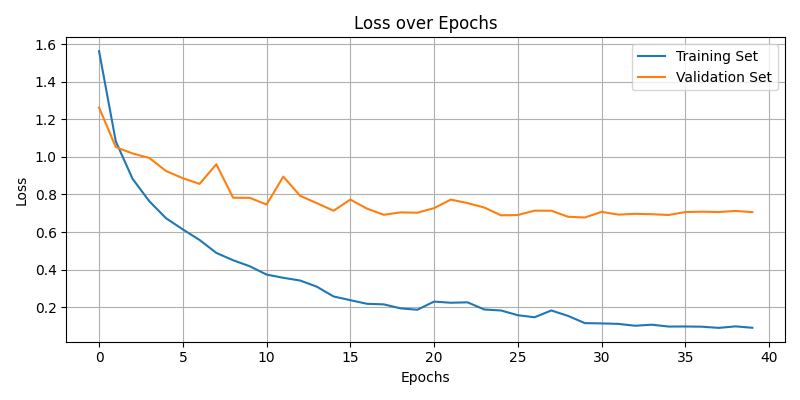 Loss over Epochs
Training Set
Validation Set
Loss
1.6
1.4
1.2
1.0
0.8
0.6
0.4
0.2
0 5 10 15 20 25 30 35 40
Epochs